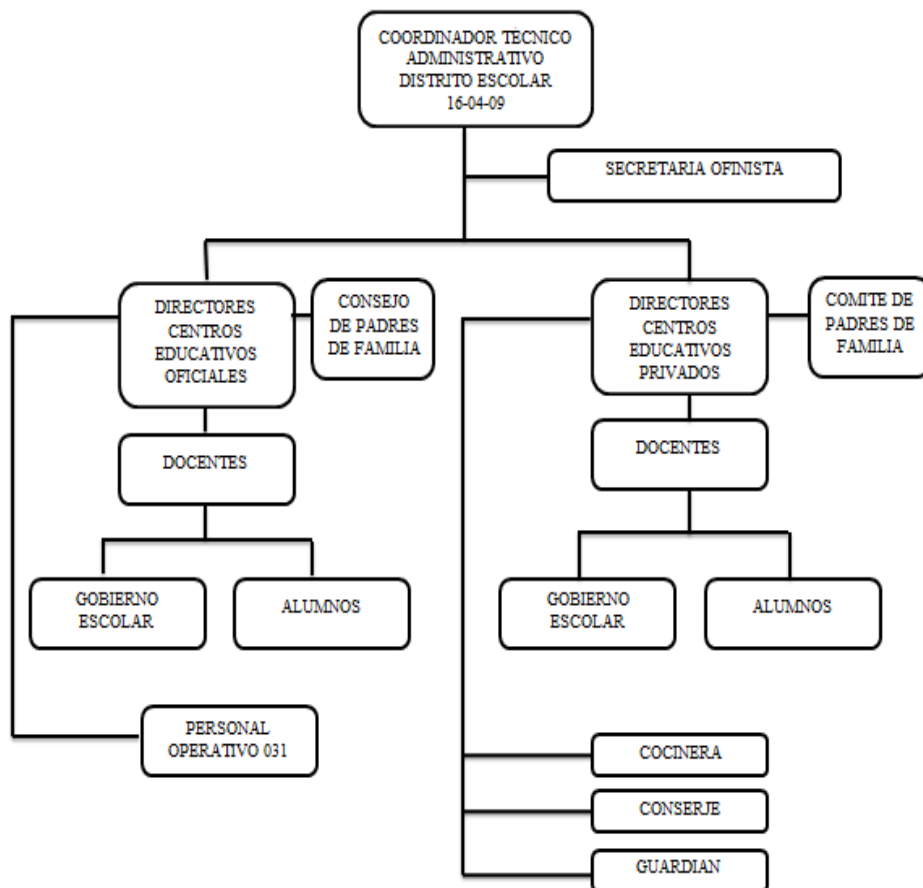 COORDINADOR TÉCNICO
ADMINISTRATIVO
DISTRITO ESCOLAR
16-04-09
SECRETARIA OFINISTA
DIRECTORES
CENTROS
EDUCATIVOS
OFICIALES
CONSEJO
DE PADRES
DE FAMILIA
DIRECTORES
CENTROS
EDUCATIVOS
PRIVADOS
COMITE DE
PADRES DE
FAMILIA
DOCENTES
DOCENTES
GOBIERNO
ESCOLAR
ALUMNOS
GOBIERNO
ESCOLAR
ALUMNOS
PERSONAL
OPERATIVO 031
COCINERA
CONSERJE
GUARDIAN